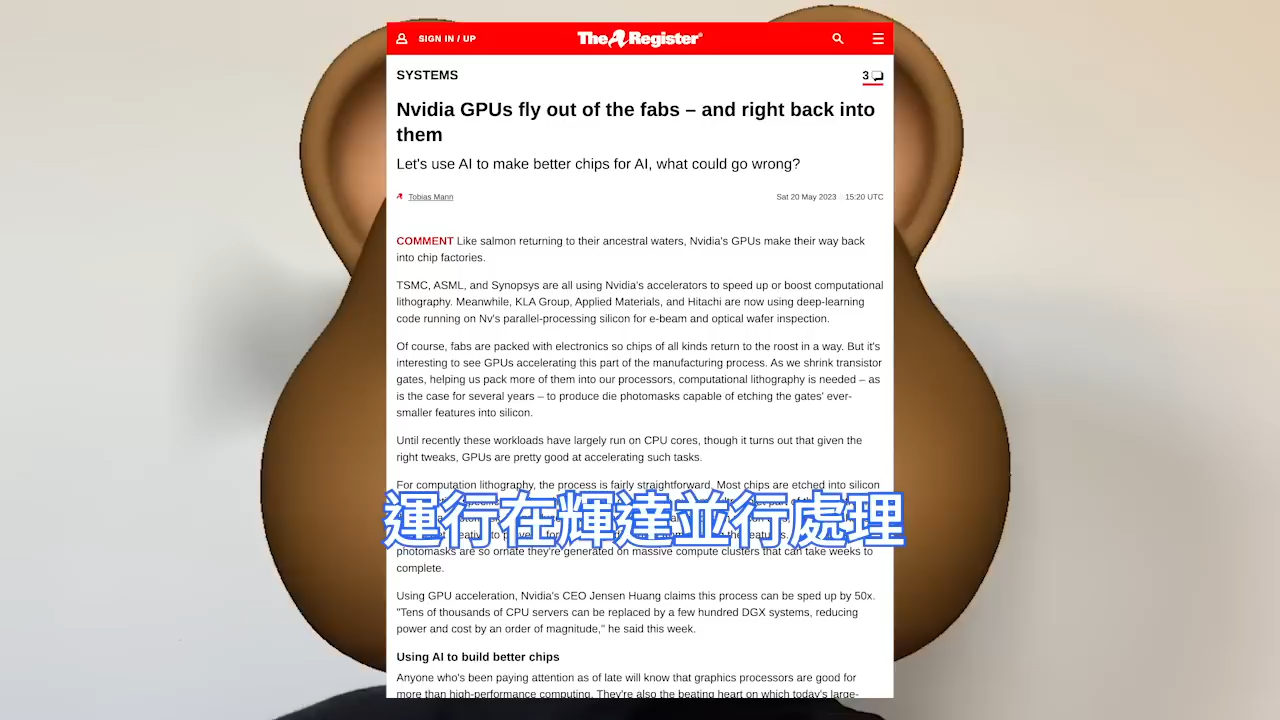 SIGN IN / UP
The Register®
SYSTEMS
3
Nvidia GPUs fly out of the fabs – and right back into
them
Let's use AI to make better chips for AI, what could go wrong?
Tobias Mann
Sat 20 May 2023 15:20 UTC
COMMENT Like salmon returning to their ancestral waters, Nvidia's GPUs make their way back
into chip factories.
TSMC, ASML, and Synopsys are all using Nvidia's accelerators to speed up or boost computational
lithography. Meanwhile, KLA Group, Applied Materials, and Hitachi are now using deep-learning
code running on Nv's parallel-processing silicon for e-beam and optical wafer inspection.
Of course, fabs are packed with electronics so chips of all kinds return to the roost in a way. But it's
interesting to see GPUs accelerating this part of the manufacturing process. As we shrink transistor
gates, helping us pack more of them into our processors, computational lithography is needed – as
is the case for several years – to produce die photomasks capable of etching the gates' ever-
smaller features into silicon.
Until recently these workloads have largely run on CPU cores, though it turns out that given the
right tweaks, GPUs are pretty good at accelerating such tasks.
For computation lithography, the process is fairly straightforward. Most chips are etched into silicon
運行在輝達並行處理
photomasks are so ornate they're generated on massive compute clusters that can take weeks to
complete.
Using GPU acceleration, Nvidia's CEO Jensen Huang claims this process can be sped up by 50x.
"Tens of thousands of CPU servers can be replaced by a few hundred DGX systems, reducing
power and cost by an order of magnitude," he said this week.
Using AI to build better chips
Anyone who's been paying attention as of late will know that graphics processors are good for
more than high-performance computing. They're also the beating heart on which today's large-